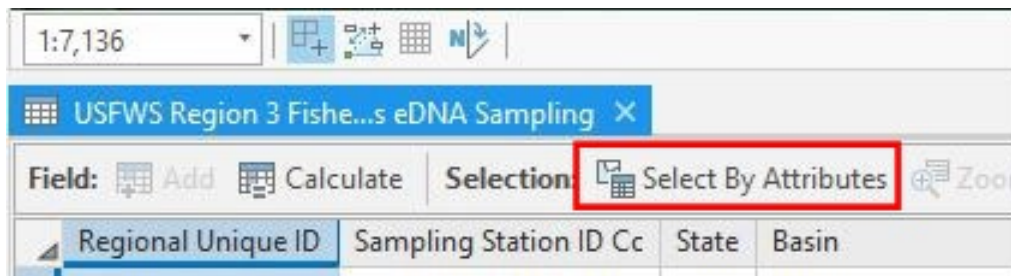 1:7,136
USFWS Region 3 Fishe...s eDNA Sampling
Field: Add Calculate Selection: Select By Attributes Zoo
Regional Unique ID Sampling Station ID Cc State Basin